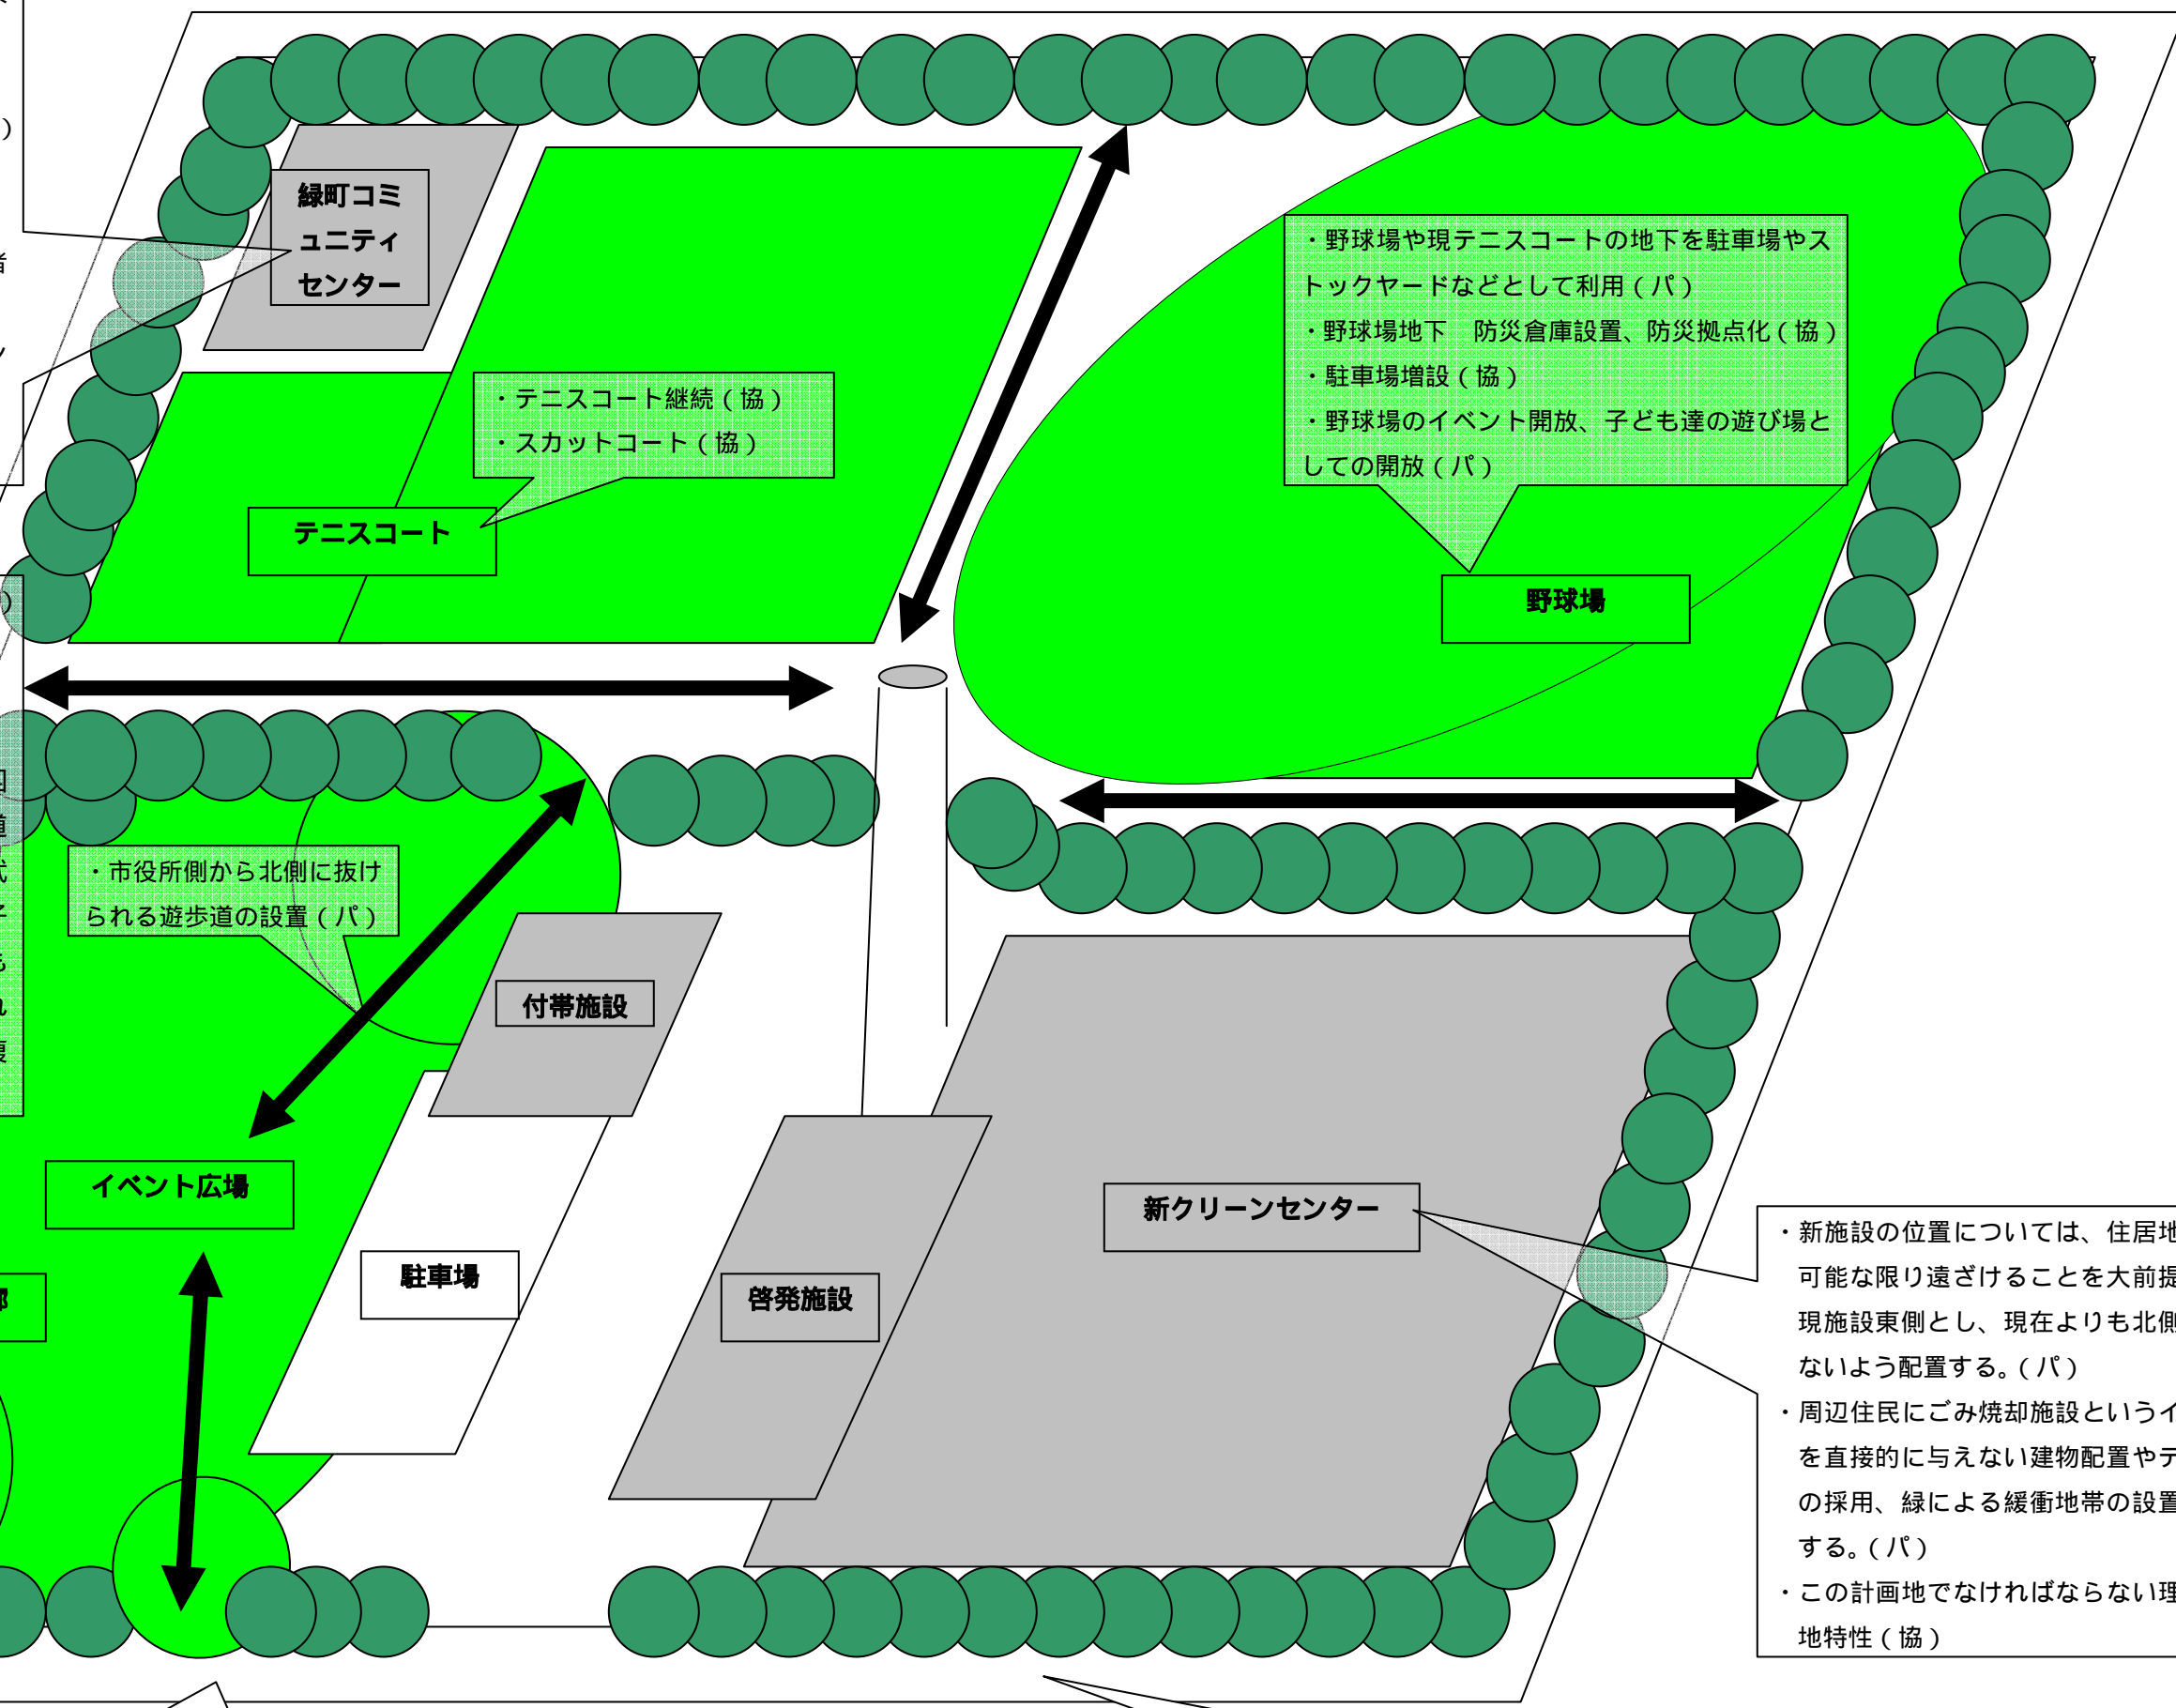 緑町コミ
ュニティ
センター
・野球場や現テニスコートの地下を駐車場やス
トックヤードなどとして利用(パ)
・野球場地下　防災倉庫設置、防災拠点化(協)
・駐車場増設(協)
・野球場のイベント開放、子ども達の遊び場と
しての開放(パ)
・テニスコート継続(協)
・スカットコート(協)
テニスコート
野球場
・市役所側から北側に抜け
られる遊歩道の設置(パ)
付帯施設
イベント広場
駐車場
啓発施設
新クリーンセンター
・新施設の位置については、住居地
可能な限り遠ざけることを大前提
現施設東側とし、現在よりも北側
ないよう配置する。(パ)
・周辺住民にごみ焼却施設というイ
を直接的に与えない建物配置やデ
の採用、緑による緩衝地帯の設置
する。(パ)
・この計画地でなければならない理
地特性(協)